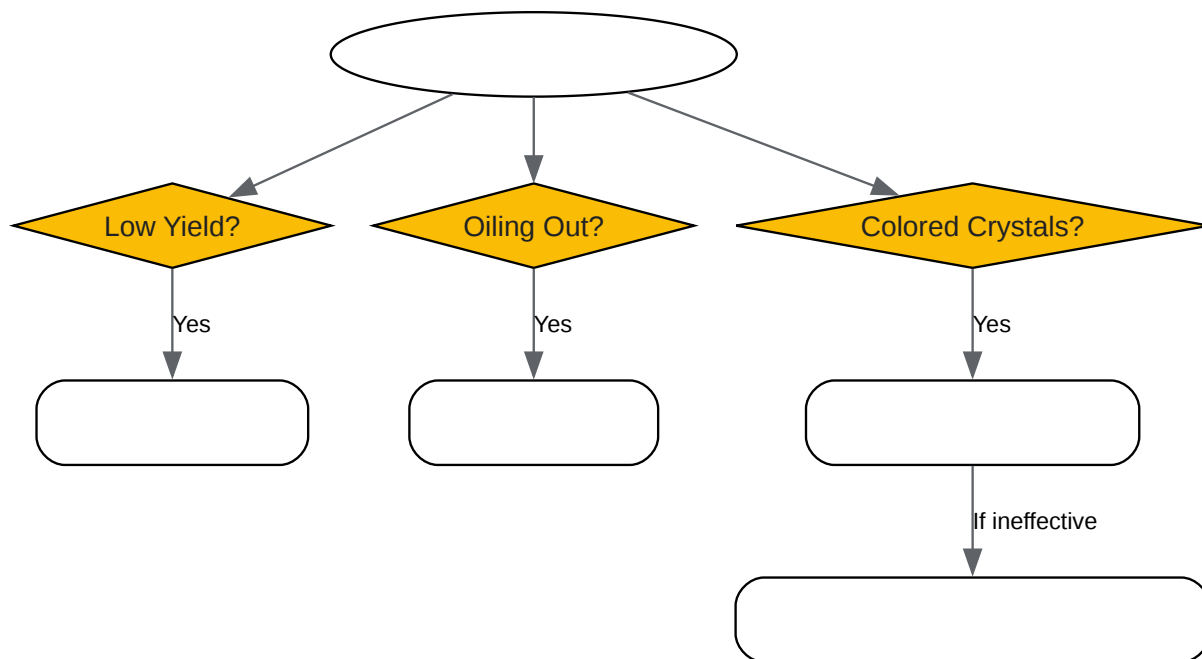 Low Yield?
Oiling Out?
Colored Crystals?
Yes
Yes
Yes
If ineffective